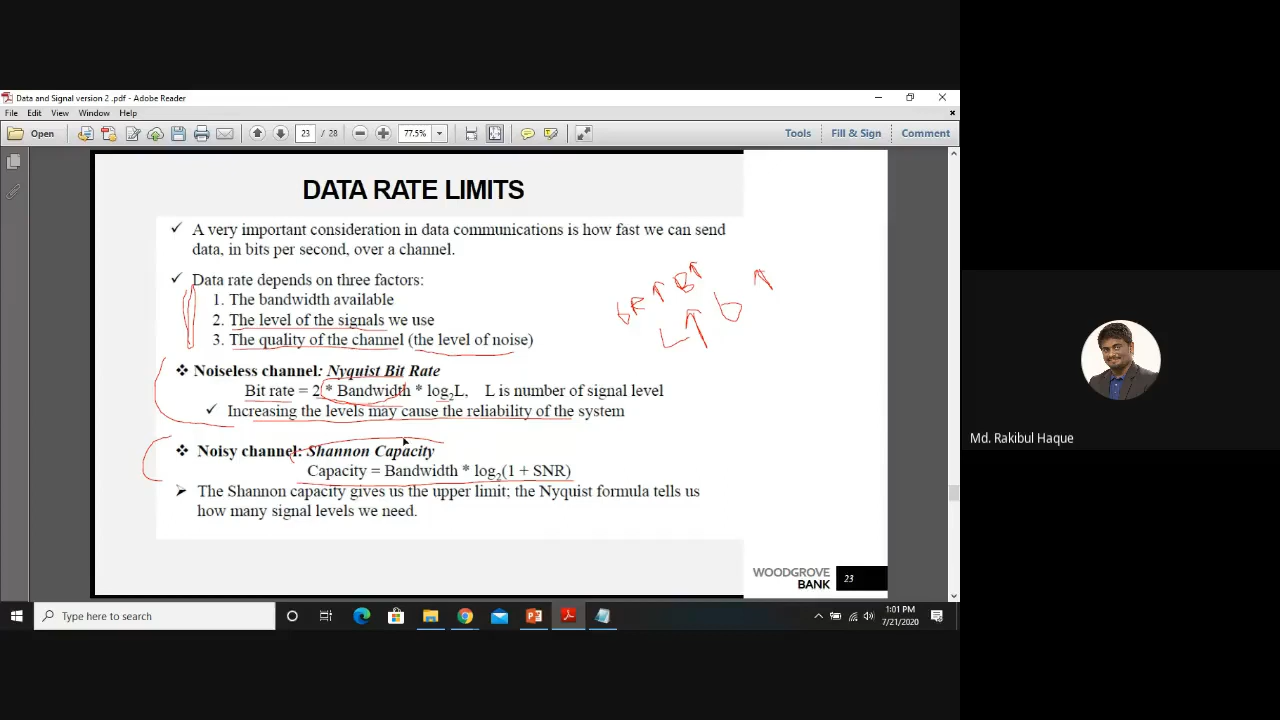 Data and Signal version 2 .pdf - Adobe Reader
File Edit View Window Help
Open 23 / 28 77.5% Tools Fill & Sign Comment
DATA RATE LIMITS
✓ A very important consideration in data communications is how fast we can send
data, in bits per second, over a channel.
✓ Data rate depends on three factors:
1. The bandwidth available
2. The level of the signals we use
3. The quality of the channel (the level of noise)
bR ↑ B ↑
L ↑ b ↑
❖ Noiseless channel: Nyquist Bit Rate
Bit rate = 2 * Bandwidth * log₂L, L is number of signal level
✓ Increasing the levels may cause the reliability of the system
❖ Noisy channel: Shannon Capacity
Capacity = Bandwidth * log₂(1 + SNR)
➢ The Shannon capacity gives us the upper limit; the Nyquist formula tells us
how many signal levels we need.
WOODGROVE
BANK
23
Md. Rakibul Haque
Type here to search
1:01 PM
7/21/2020